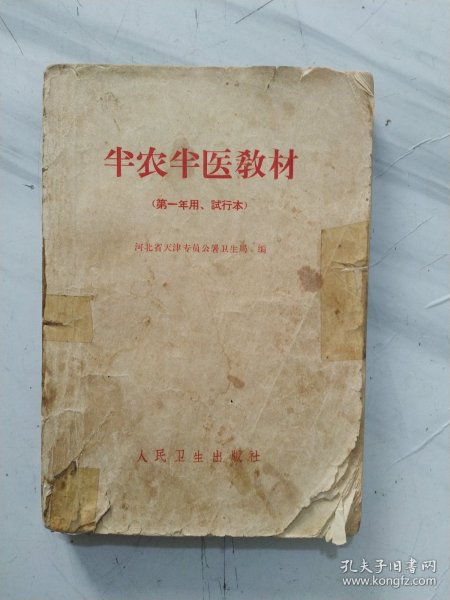 半农半医教材
(第一年用、試行本)
河北省天津专員公署卫生局 編
人民卫生出版社
孔夫子旧书网
www.kongfz.com